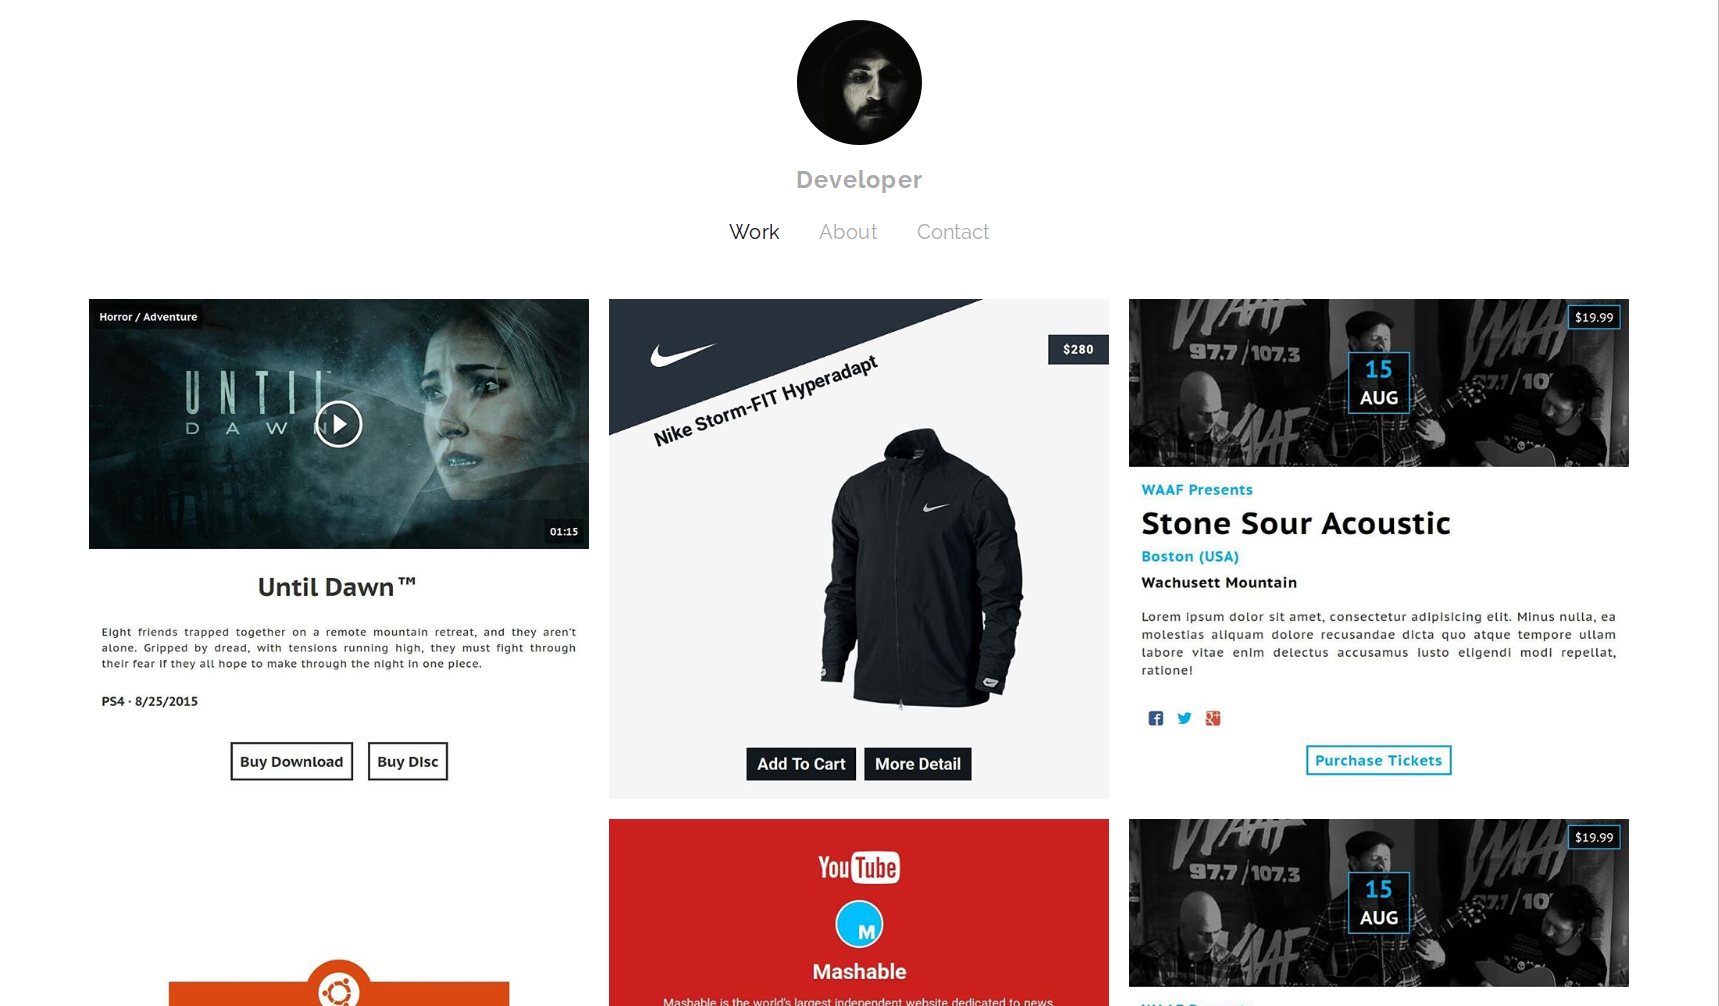 Developer
Work About Contact
Horror / Adventure
UNTIL
DAWN
01:15
Until Dawn™
Eight friends trapped together on a remote mountain retreat, and they aren't
alone. Gripped by dread, with tensions running high, they must fight through
their fear if they all hope to make through the night in one piece.
PS4 · 8/25/2015
Buy Download Buy DIsc
$280
Nike Storm-FIT Hyperadapt
Add To Cart More Detail
WAAF
97.7/107.3
$19.99
15
AUG
WAAF Presents
Stone Sour Acoustic
Boston (USA)
Wachusett Mountain
Lorem ipsum dolor sit amet, consectetur adipisicing elit. Minus nulla, ea
molestias aliquam dolore recusandae dicta quo atque tempore ullam
labore vitae enim delectus accusamus iusto eligendi modi repellat,
ratione!
Purchase Tickets
YouTube
M
Mashable
Mashable is the world's largest independent website dedicated to news
WAAF
97.7/107.3
$19.99
15
AUG